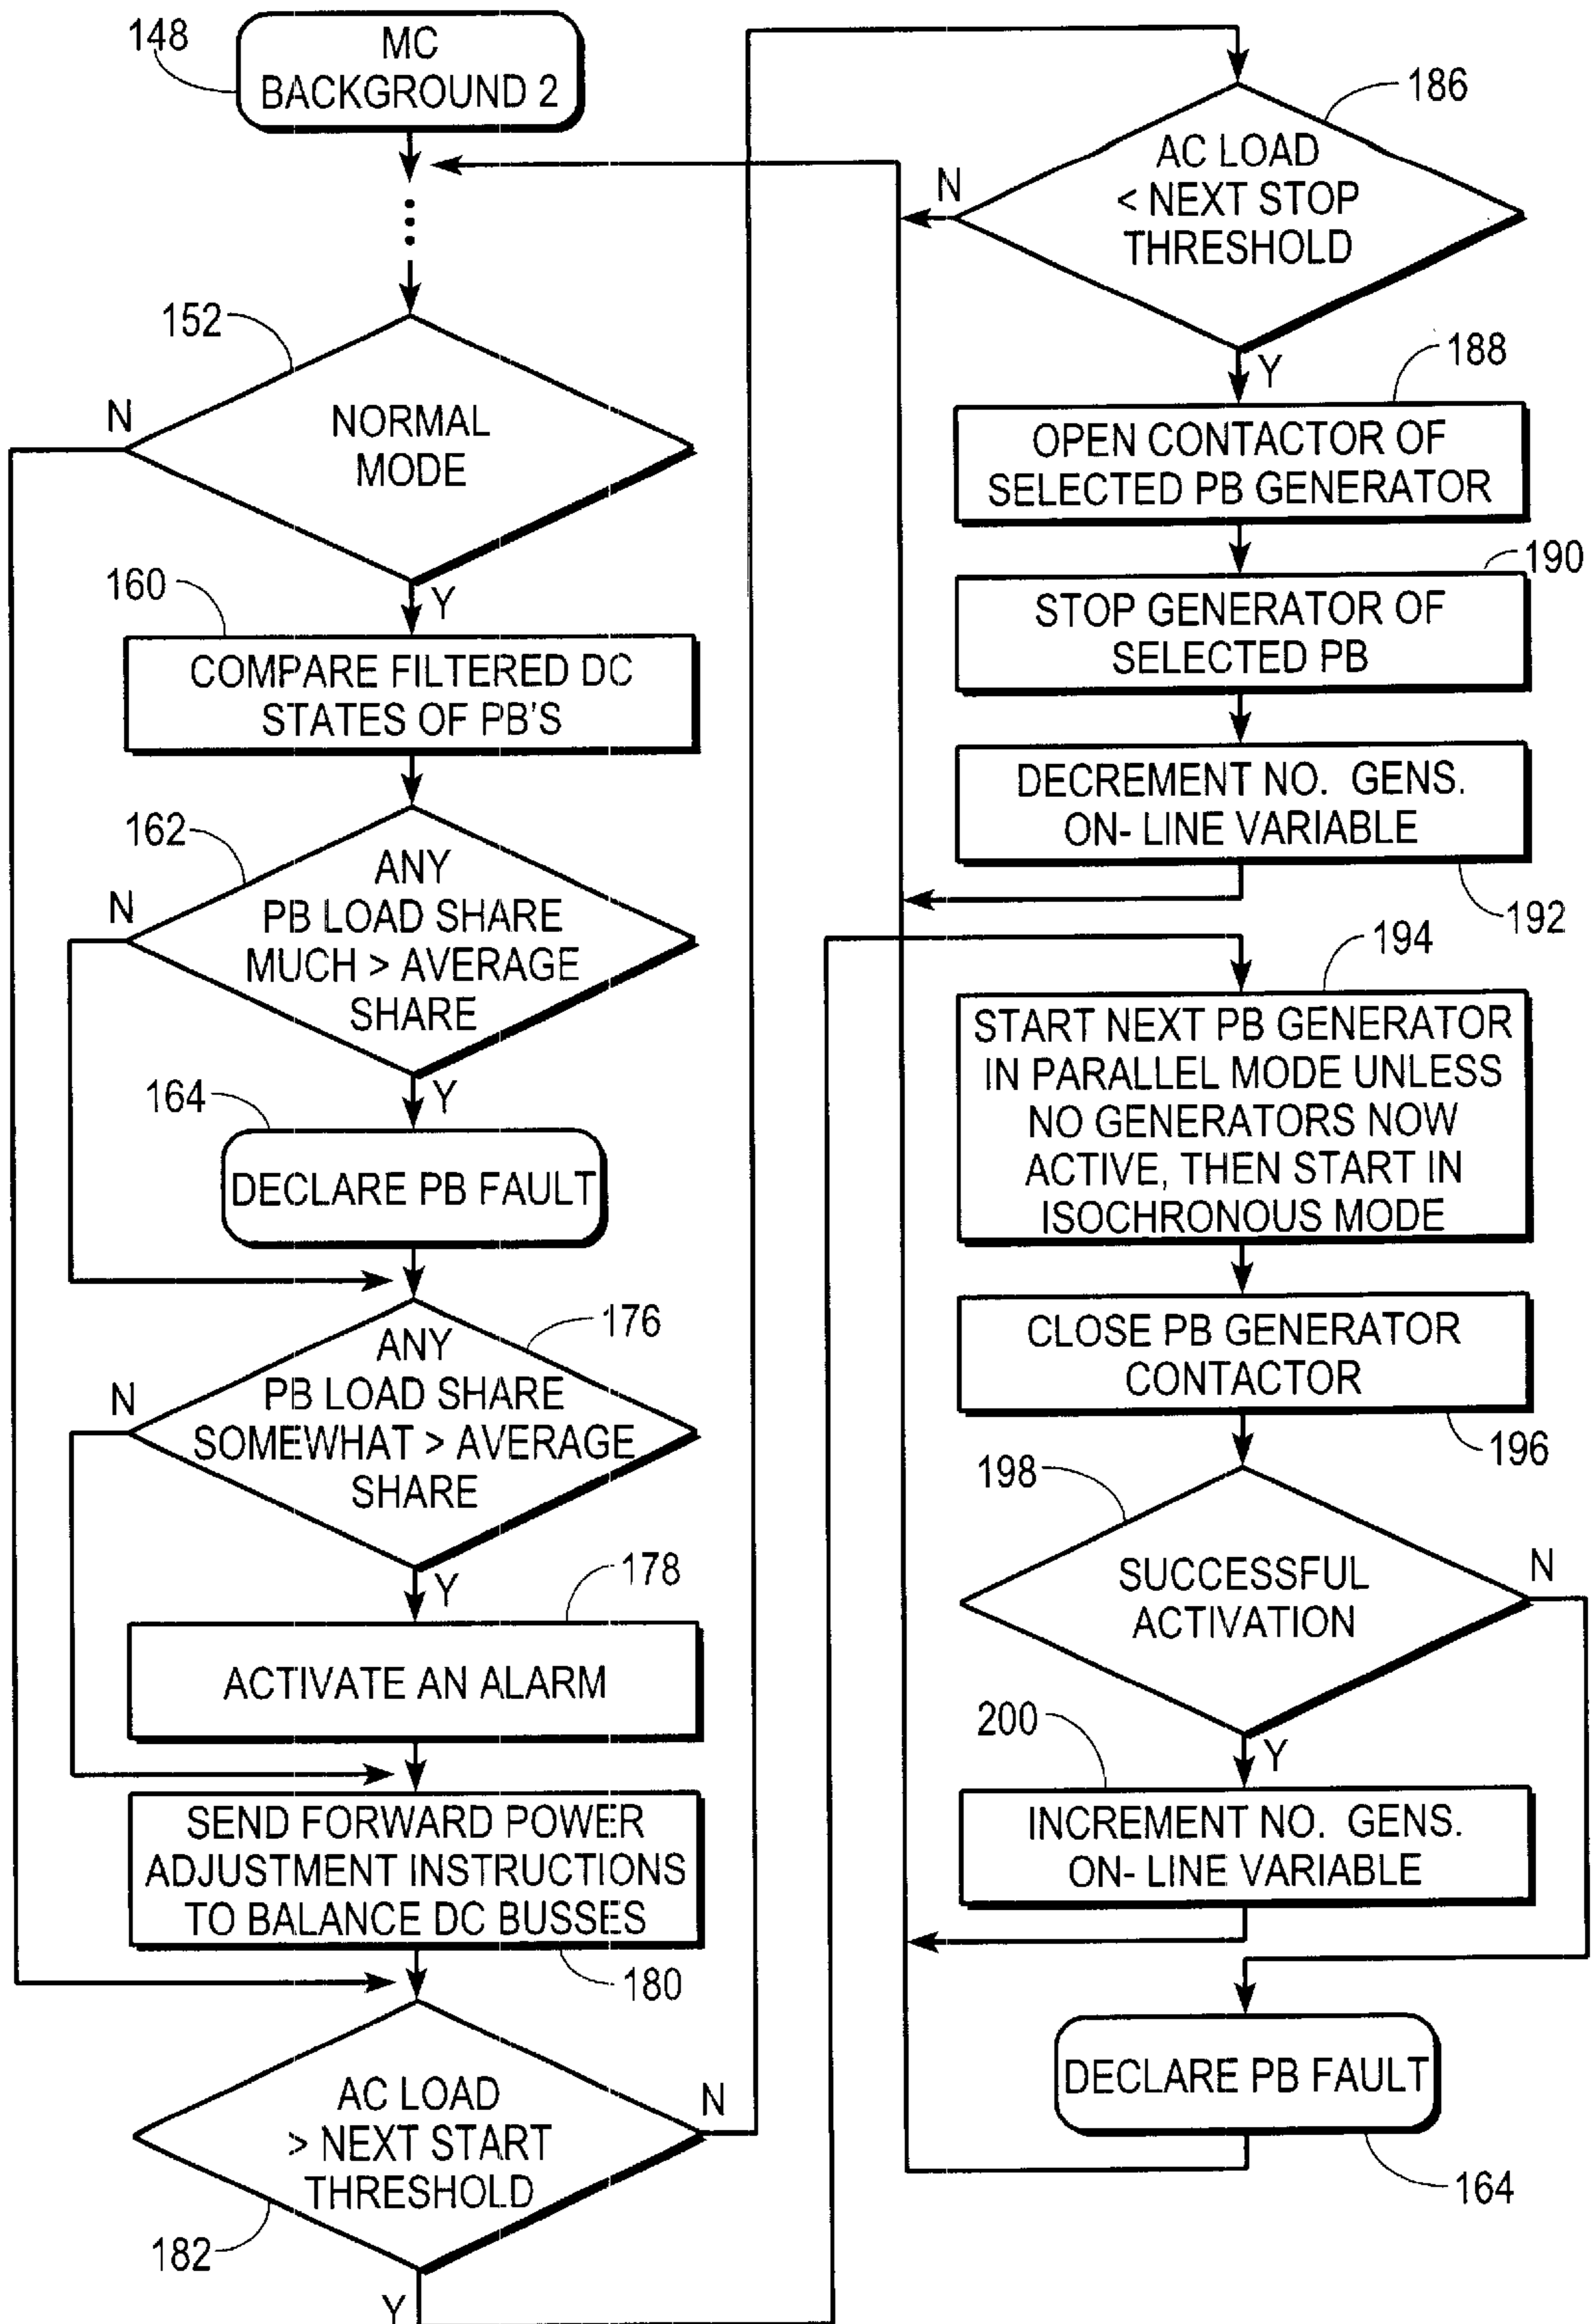 148
MC
BACKGROUND 2
152
N
NORMAL
MODE
Y
160
COMPARE FILTERED DC
STATES OF PB'S
162
N
ANY
PB LOAD SHARE
MUCH > AVERAGE
SHARE
Y
164
DECLARE PB FAULT
176
N
ANY
PB LOAD SHARE
SOMEWHAT > AVERAGE
SHARE
Y
178
ACTIVATE AN ALARM
SEND FORWARD POWER
ADJUSTMENT INSTRUCTIONS
TO BALANCE DC BUSSES
180
AC LOAD
> NEXT START
THRESHOLD
N
182
Y
186
AC LOAD
< NEXT STOP
THRESHOLD
N
Y
188
OPEN CONTACTOR OF
SELECTED PB GENERATOR
190
STOP GENERATOR OF
SELECTED PB
DECREMENT NO. GENS.
ON- LINE VARIABLE
192
194
START NEXT PB GENERATOR
IN PARALLEL MODE UNLESS
NO GENERATORS NOW
ACTIVE, THEN START IN
ISOCHRONOUS MODE
CLOSE PB GENERATOR
CONTACTOR
196
198
SUCCESSFUL
ACTIVATION
N
Y
200
INCREMENT NO. GENS.
ON- LINE VARIABLE
DECLARE PB FAULT
164